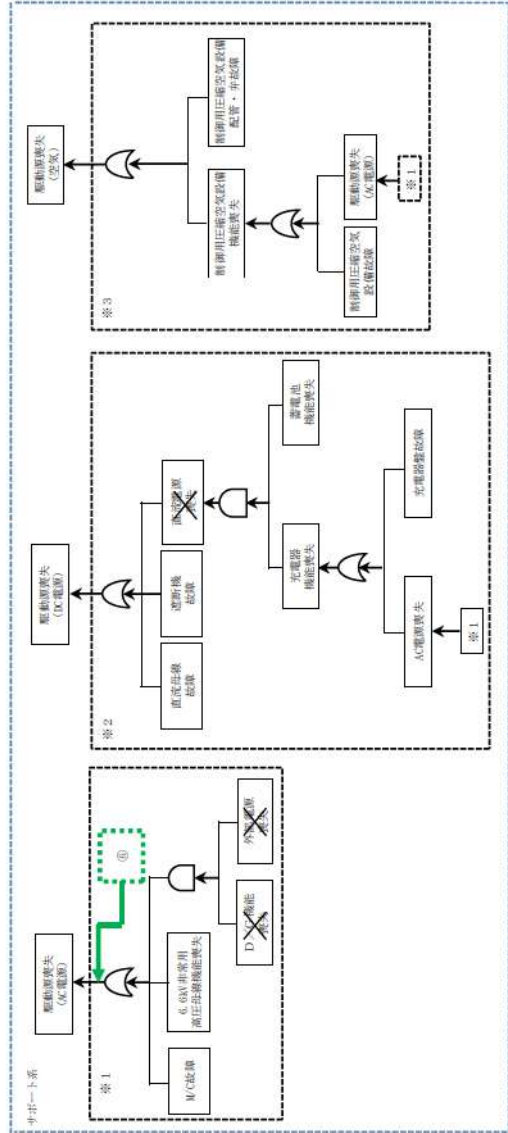 サポート系
駆動源喪失
(AC電源)
※1
M/C故障
6.6kV非常用
高圧母線機能喪失
D/G機能
喪失
外部電源
喪失
駆動源喪失
(DC電源)
※2
直流母線
故障
遮断機
故障
直流電源
喪失
充電器
機能喪失
蓄電池
機能喪失
AC電源喪失
充電器盤故障
※1
駆動源喪失
(空気)
※3
制御用圧縮空気設備
機能喪失
制御用圧縮空気設備
配管・弁故障
制御用圧縮空気
設備故障
駆動源喪失
(AC電源)
※1